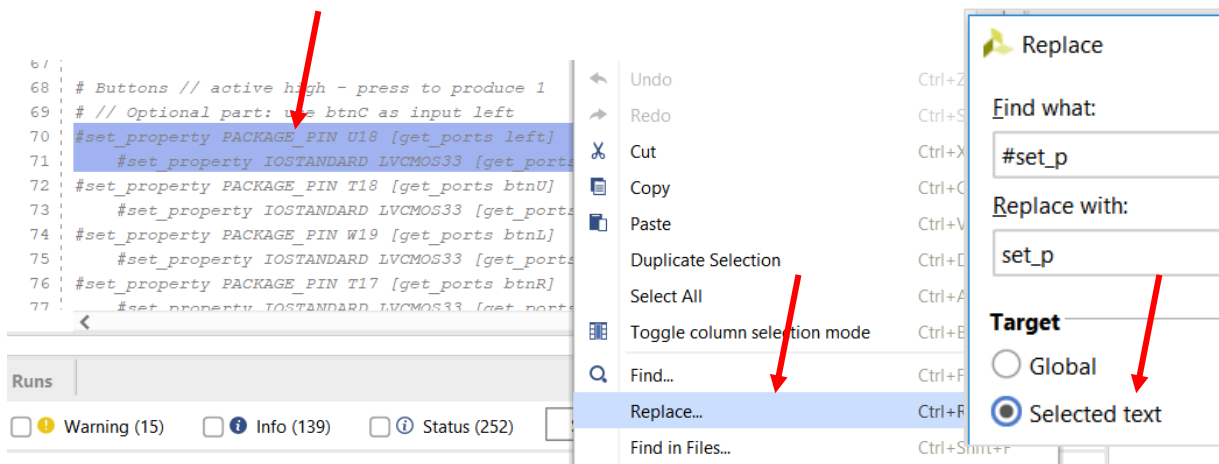 67
68 # Buttons // active high - press to produce 1
69 # // Optional part: use btnC as input left
70 #set_property PACKAGE_PIN U18 [get_ports left]
71 #set_property IOSTANDARD LVCMOS33 [get_ports
72 #set_property PACKAGE_PIN T18 [get_ports btnU]
73 #set_property IOSTANDARD LVCMOS33 [get_ports
74 #set_property PACKAGE_PIN W19 [get_ports btnL]
75 #set_property IOSTANDARD LVCMOS33 [get_ports
76 #set_property PACKAGE_PIN T17 [get_ports btnR]
77 #set_property IOSTANDARD LVCMOS33 [get_ports
Runs
Warning (15) Info (139) Status (252)
Undo Ctrl+Z
Redo Ctrl+S
Cut Ctrl+X
Copy Ctrl+C
Paste Ctrl+V
Duplicate Selection Ctrl+D
Select All Ctrl+A
Toggle column selection mode Ctrl+B
Find... Ctrl+F
Replace... Ctrl+R
Find in Files... Ctrl+Shift+F
Replace
Find what:
#set_p
Replace with:
set_p
Target
Global
Selected text